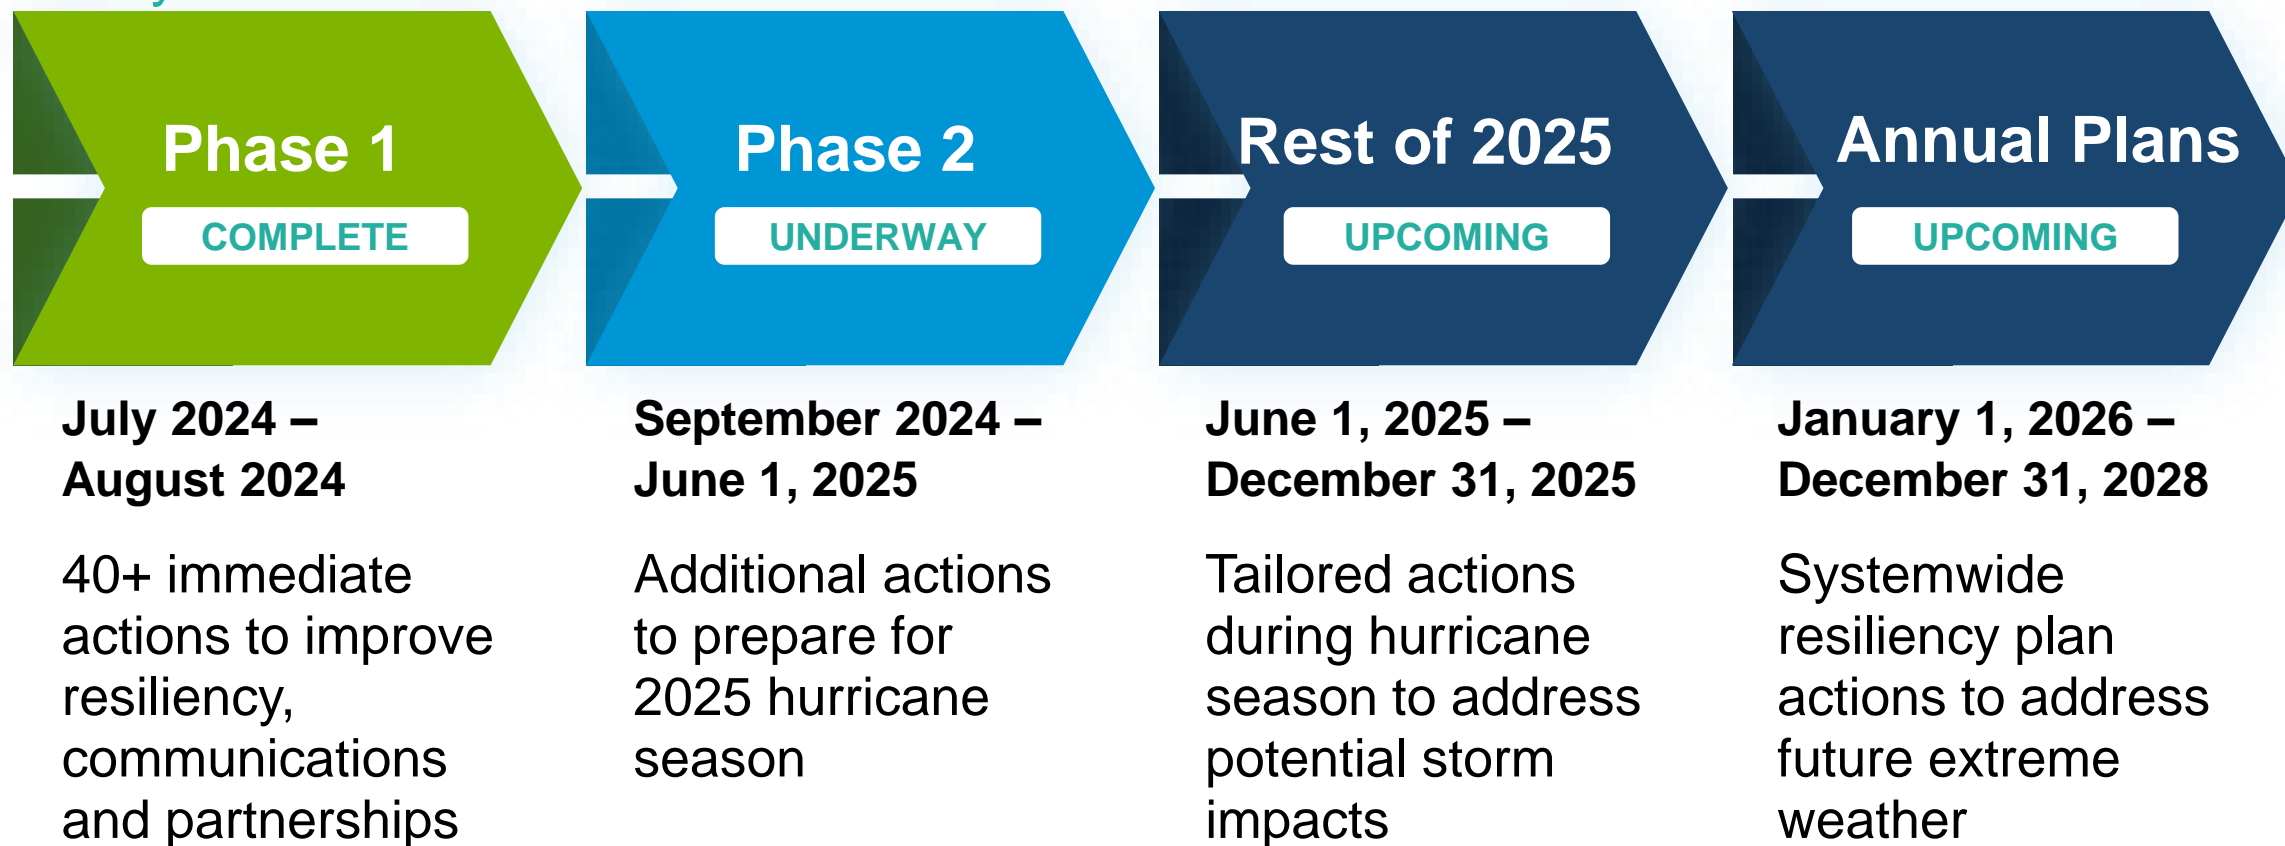 Phase 1
COMPLETE
July 2024 –
August 2024
40+ immediate
actions to improve
resiliency,
communications
and partnerships
Phase 2
UNDERWAY
September 2024 –
June 1, 2025
Additional actions
to prepare for
2025 hurricane
season
Rest of 2025
UPCOMING
June 1, 2025 –
December 31, 2025
Tailored actions
during hurricane
season to address
potential storm
impacts
Annual Plans
UPCOMING
January 1, 2026 –
December 31, 2028
Systemwide
resiliency plan
actions to address
future extreme
weather